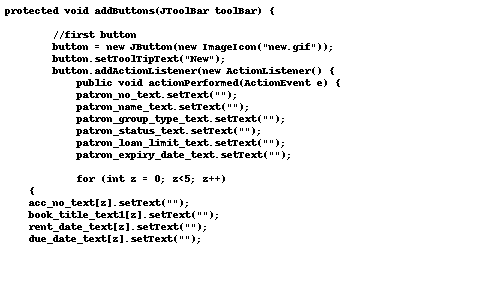 protected void addButtons(JToolBar toolBar) {
//first button
button = new JButton(new ImageIcon("new.gif"));
button.setToolTipText("New");
button.addActionListener(new ActionListener() {
public void actionPerformed(ActionEvent e) {
patron_no_text.setText("");
patron_name_text.setText("");
patron_group_type_text.setText("");
patron_status_text.setText("");
patron_loan_limit_text.setText("");
patron_expiry_date_text.setText("");
for (int z = 0; z<5; z++)
{
acc_no_text[z].setText("");
book_title_text1[z].setText("");
rent_date_text[z].setText("");
due_date_text[z].setText("");